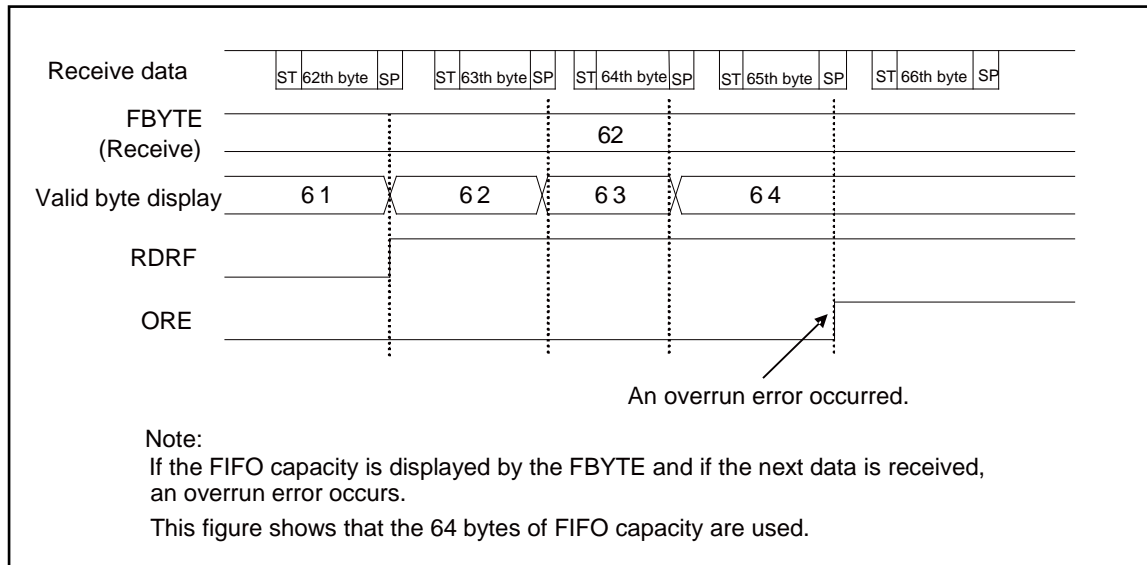 Receive data ST 62th byte SP ST 63th byte SP ST 64th byte SP ST 65th byte SP ST 66th byte SP
FBYTE
(Receive)
62
Valid byte display 61 62 63 64
RDRF
ORE
An overrun error occurred.
Note:
If the FIFO capacity is displayed by the FBYTE and if the next data is received,
an overrun error occurs.
This figure shows that the 64 bytes of FIFO capacity are used.